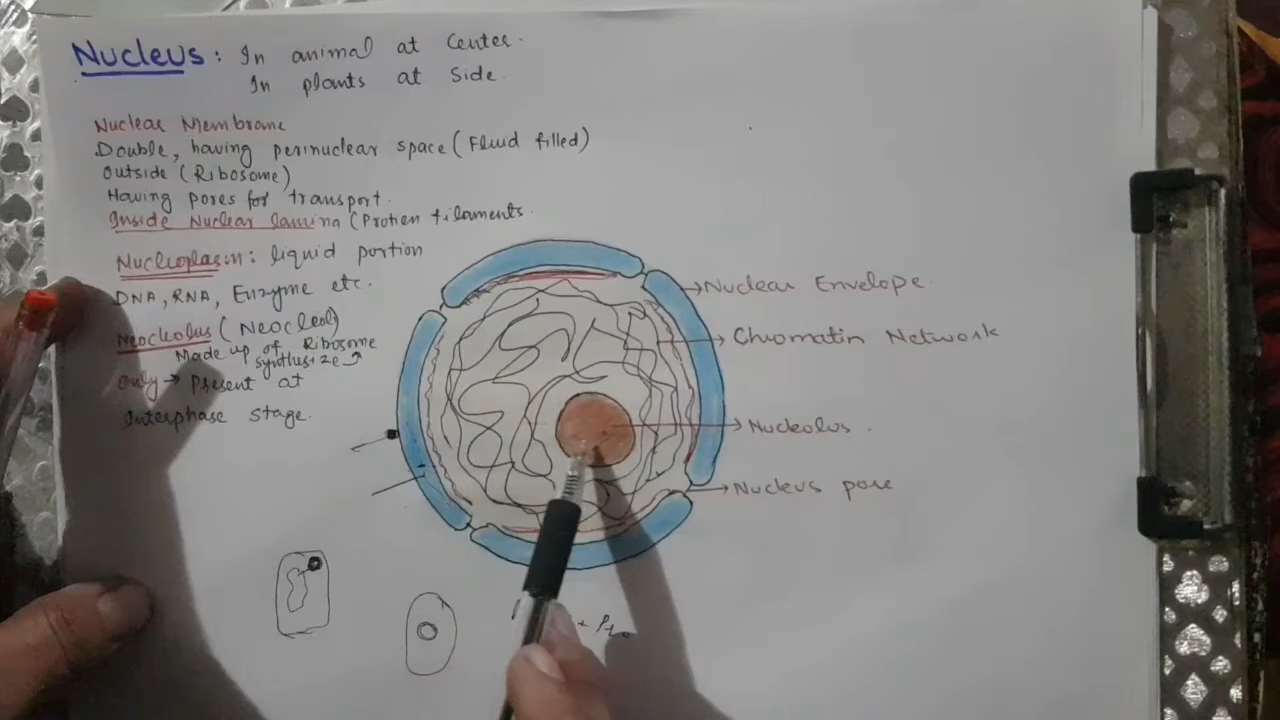 Nucleus : In animal at Center.
In plants at Side.
Nuclear Membrane
Double, having perinuclear space (Fluid filled)
Outside (Ribosome)
Having pores for transport.
Inside Nuclear lamina (Protien filaments.
Nucleoplasm : liquid portion
DNA, RNA, Enzyme etc.
Neocleolus (Neocleol)
Made up of Ribosome
synthesize
Only → Present at
Interphase stage.
Nuclear Envelope
Chromatin Network
Nucleolus.
Nucleus pore